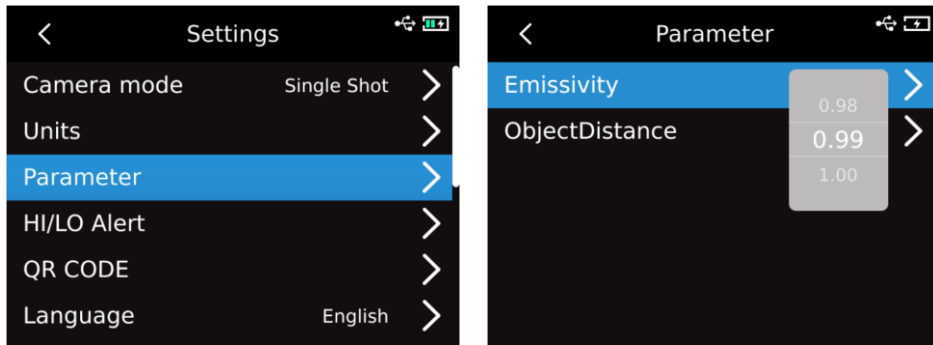 Settings
Camera mode Single Shot
Units
Parameter
HI/LO Alert
QR CODE
Language English
Parameter
Emissivity
0.98
ObjectDistance 0.99
1.00